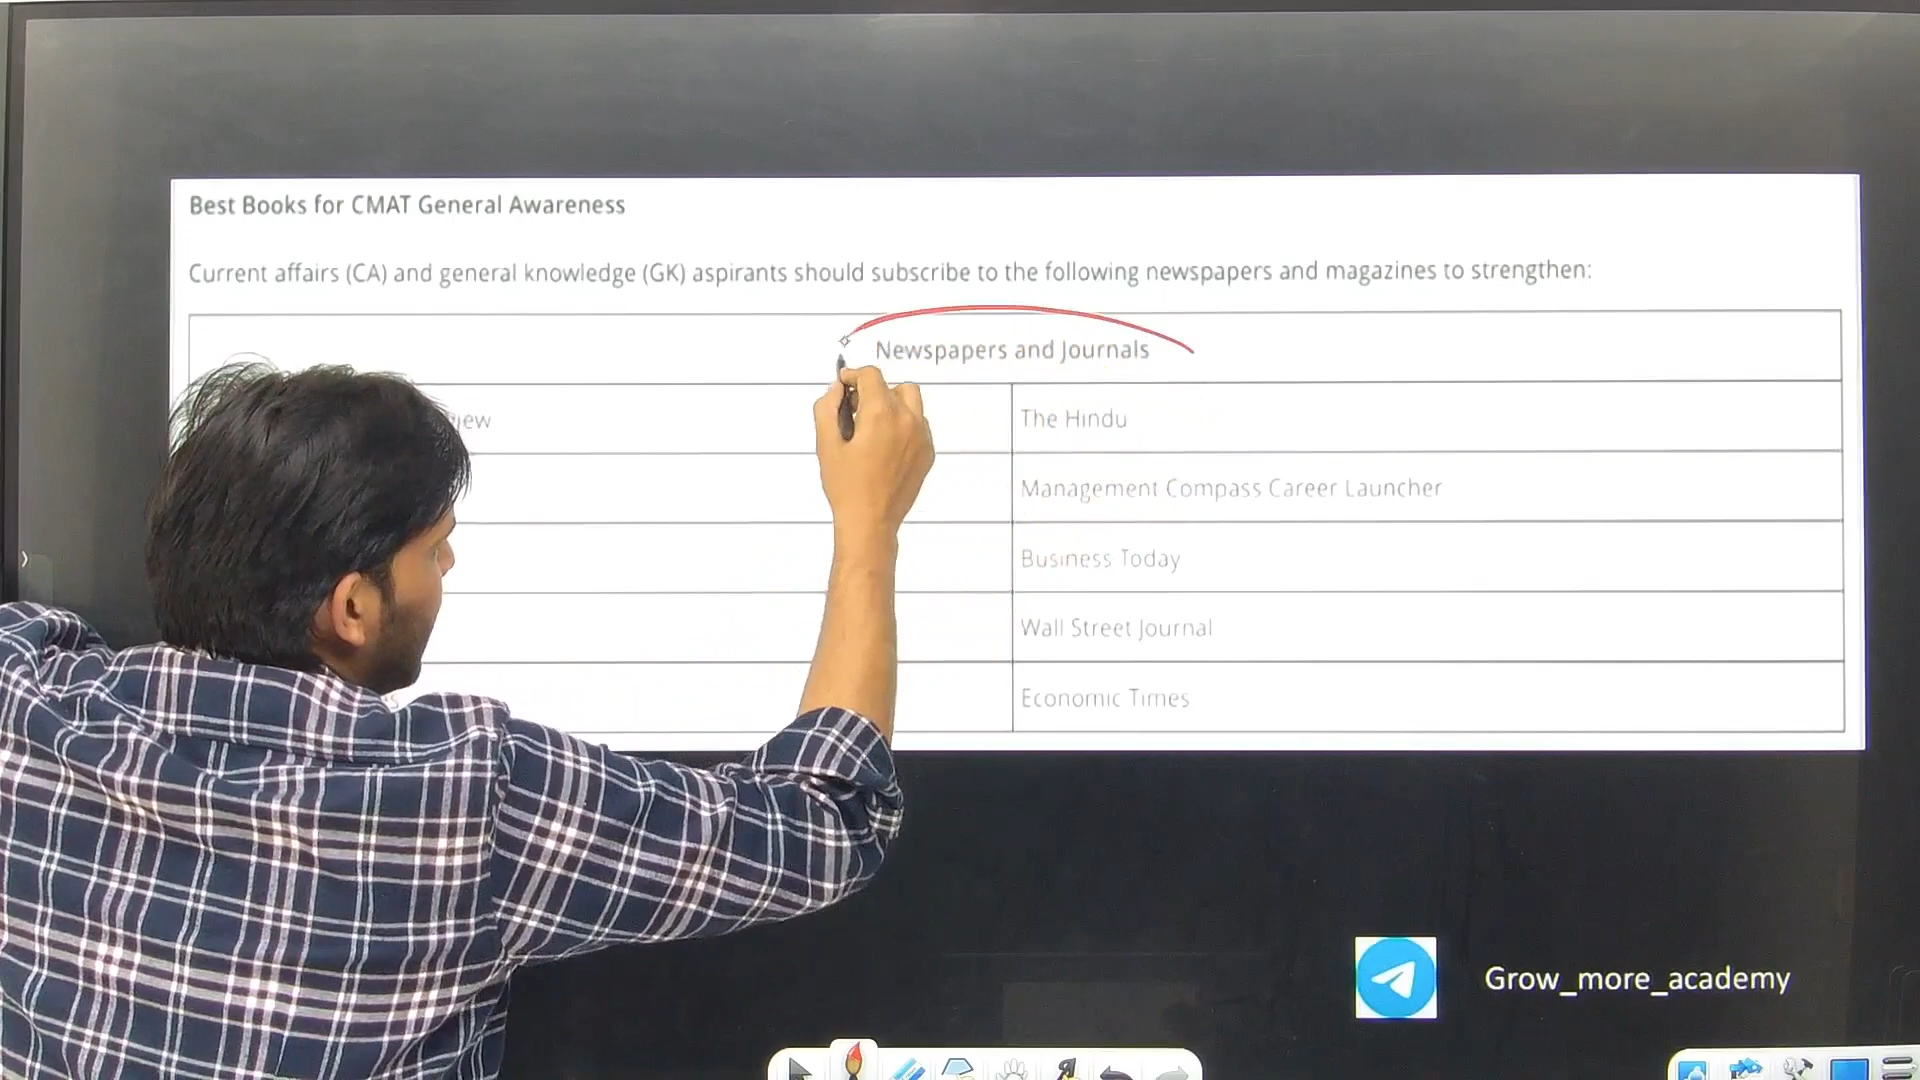 Best Books for CMAT General Awareness
Current affairs (CA) and general knowledge (GK) aspirants should subscribe to the following newspapers and magazines to strengthen:
Newspapers and Journals
The Hindu
Management Compass Career Launcher
Business Today
Wall Street Journal
Economic Times
Grow_more_academy